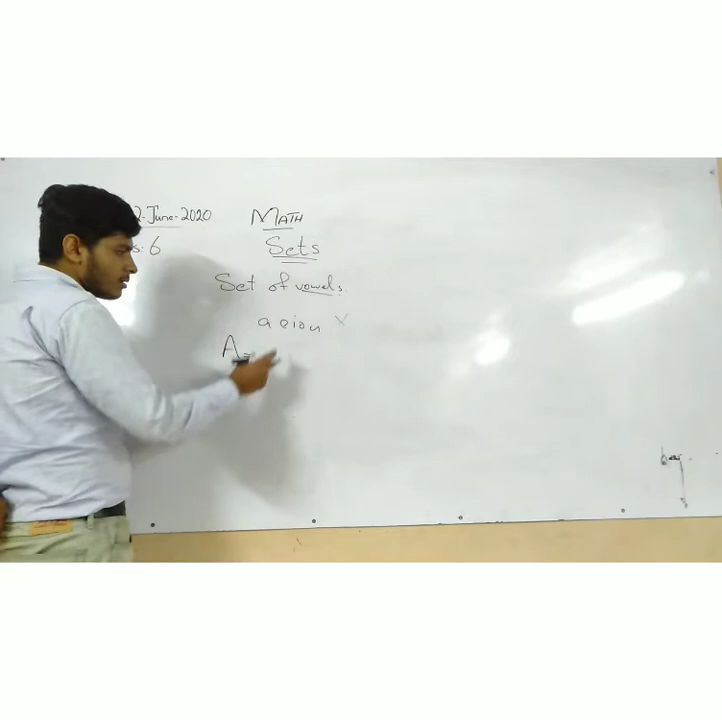 2-June-2020
MATH
s: 6
Sets
Set of vowels.
a e i o u X
A =